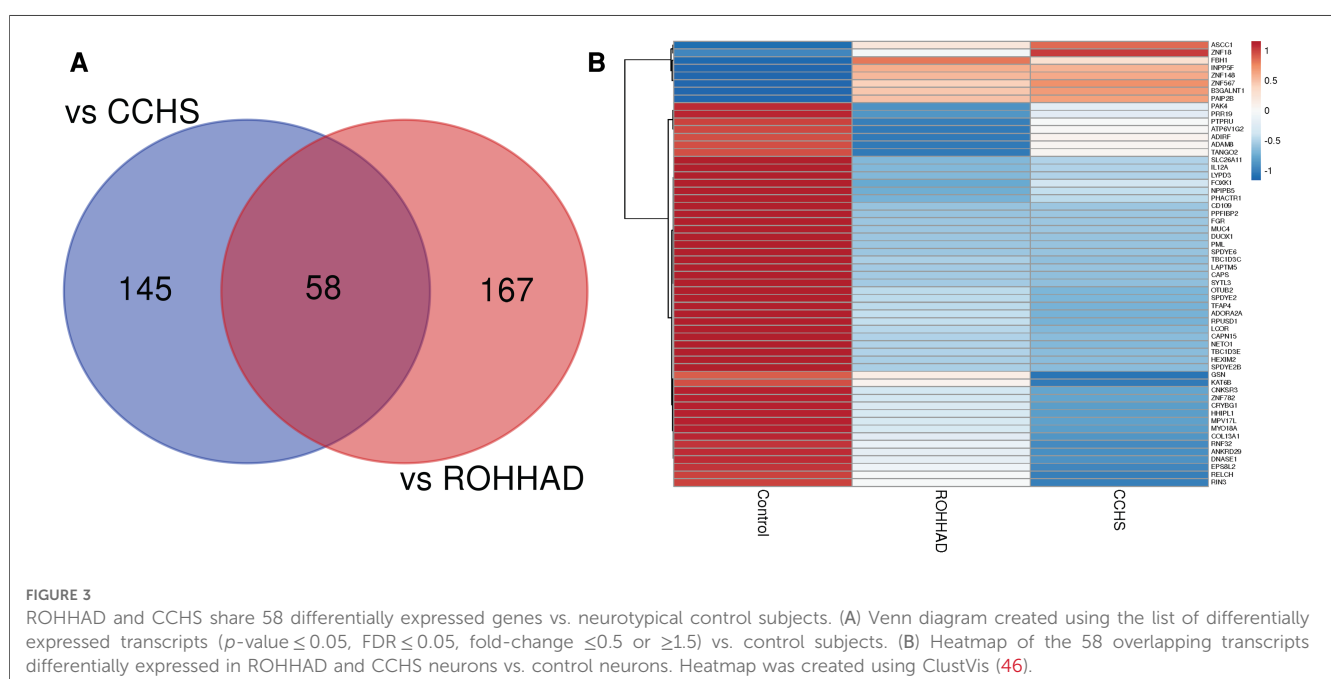 A
vs CCHS
145
58
167
vs ROHHAD
B
ASCC1
ZNF18
FBH1
INPP5F
ZNF148
ZNF567
B3GALNT1
PAIP2B
PAK4
PRR19
PTPRU
ATP6V1G2
ADIRF
ADAM8
TANGO2
SLC26A11
IL12A
LYPD3
FOXK1
NPIPB5
PHACTR1
CD109
PPFIBP2
FGR
MUC4
DUOX1
PML
SPDYE6
TBC1D3C
LAPTM5
CAPS
SYTL3
OTUB2
SPDYE2
TFAP4
ADORA2A
RPUSD1
LCOR
CAPN15
NETO1
TBC1D3E
HEXIM2
SPDYE2B
GSN
KAT6B
CNKSR3
ZNF782
CRYBG1
HHIPL1
MPV17L
MYO18A
COL13A1
RNF32
ANKRD29
DNASE1
EPS8L2
RELCH
RIN3
1
0.5
0
-0.5
-1
Control
ROHHAD
CCHS
FIGURE 3
ROHHAD and CCHS share 58 differentially expressed genes vs. neurotypical control subjects. (A) Venn diagram created using the list of differentially
expressed transcripts (p-value ≤ 0.05, FDR ≤ 0.05, fold-change ≤0.5 or ≥1.5) vs. control subjects. (B) Heatmap of the 58 overlapping transcripts
differentially expressed in ROHHAD and CCHS neurons vs. control neurons. Heatmap was created using ClustVis (46).